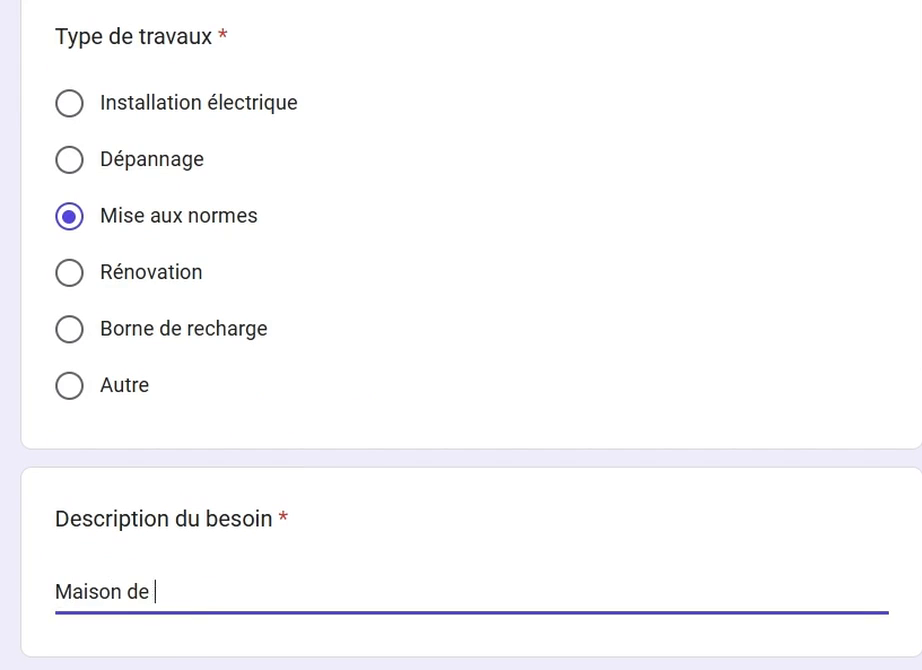 Type de travaux *
Installation électrique
Dépannage
Mise aux normes
Rénovation
Borne de recharge
Autre
Description du besoin *
Maison de